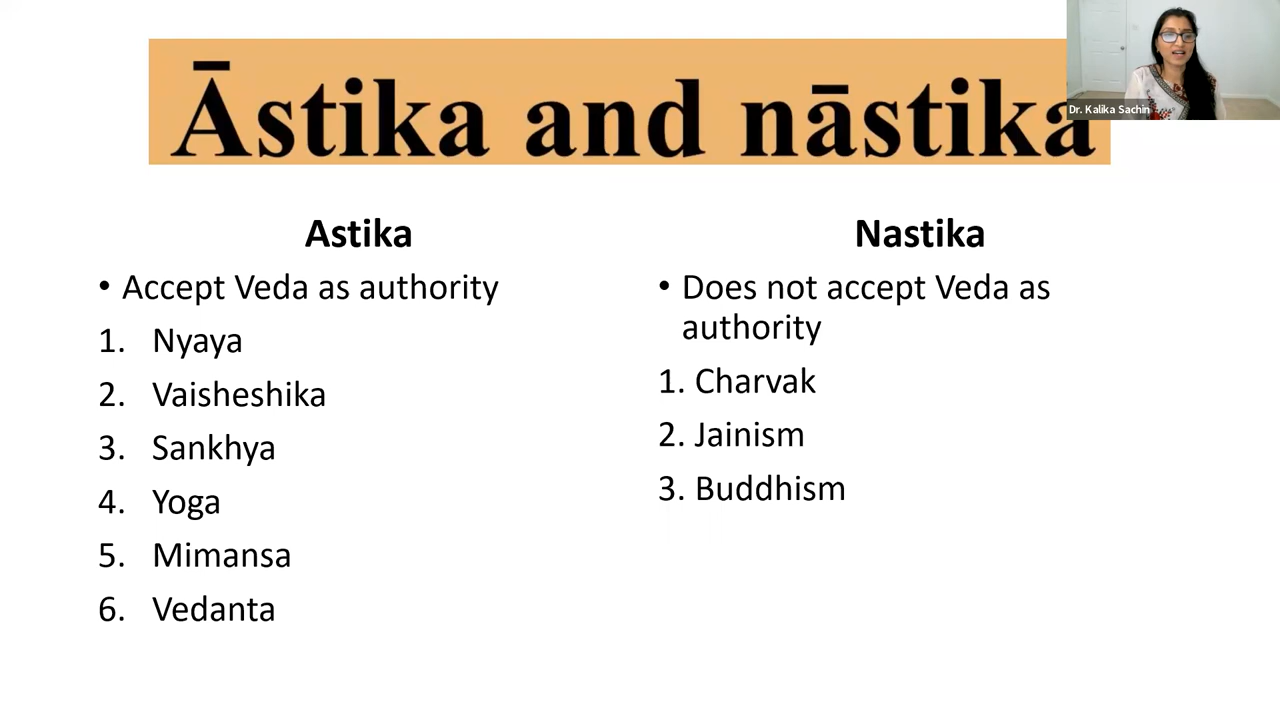 Āstika and nāstika
Dr. Kalika Sachin
Astika
• Accept Veda as authority
1. Nyaya
2. Vaisheshika
3. Sankhya
4. Yoga
5. Mimansa
6. Vedanta
Nastika
• Does not accept Veda as
authority
1. Charvak
2. Jainism
3. Buddhism